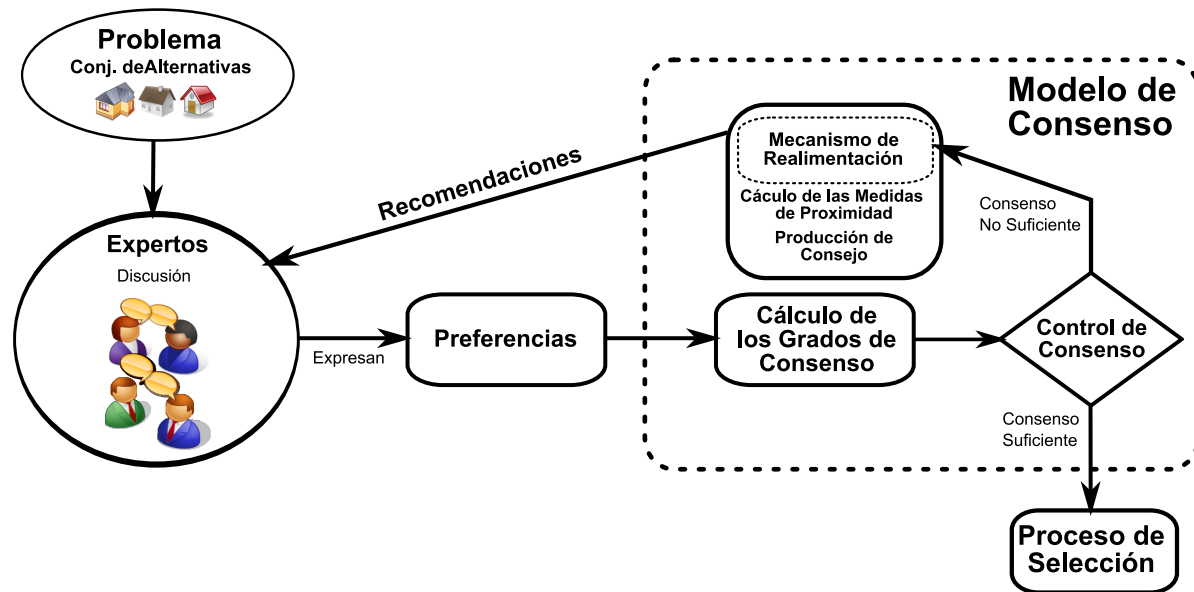 Problema
Conj. deAlternativas
Modelo de
Consenso
Mecanismo de
Realimentación
Cáculo de las Medidas
de Proximidad
Producción de
Consejo
Recomendaciones
Consenso
No Suficiente
Expertos
Discusión
Expresan
Preferencias
Cálculo de
los Grados de
Consenso
Control de
Consenso
Consenso
Suficiente
Proceso de
Selección